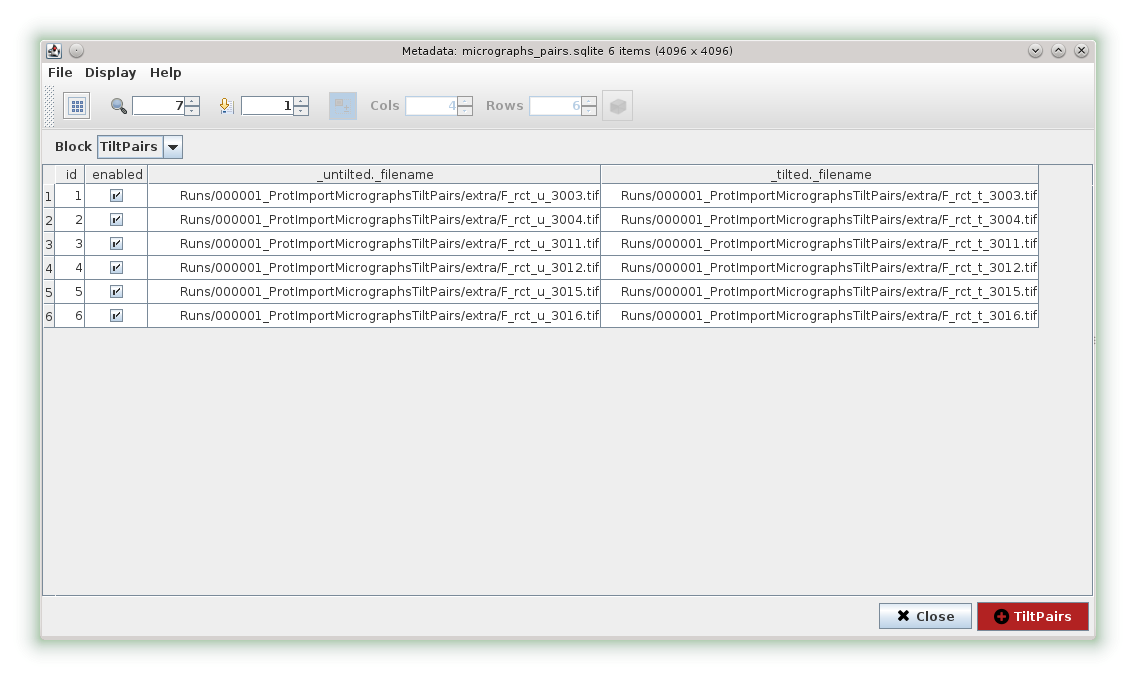 Metadata: micrographs_pairs.sqlite 6 items (4096 x 4096)
File Display Help
7 1 Cols 4 Rows 6
Block TiltPairs
id enabled _untilted._filename _tilted._filename
1 1 Runs/000001_ProtImportMicrographsTiltPairs/extra/F_rct_u_3003.tif Runs/000001_ProtImportMicrographsTiltPairs/extra/F_rct_t_3003.tif
2 2 Runs/000001_ProtImportMicrographsTiltPairs/extra/F_rct_u_3004.tif Runs/000001_ProtImportMicrographsTiltPairs/extra/F_rct_t_3004.tif
3 3 Runs/000001_ProtImportMicrographsTiltPairs/extra/F_rct_u_3011.tif Runs/000001_ProtImportMicrographsTiltPairs/extra/F_rct_t_3011.tif
4 4 Runs/000001_ProtImportMicrographsTiltPairs/extra/F_rct_u_3012.tif Runs/000001_ProtImportMicrographsTiltPairs/extra/F_rct_t_3012.tif
5 5 Runs/000001_ProtImportMicrographsTiltPairs/extra/F_rct_u_3015.tif Runs/000001_ProtImportMicrographsTiltPairs/extra/F_rct_t_3015.tif
6 6 Runs/000001_ProtImportMicrographsTiltPairs/extra/F_rct_u_3016.tif Runs/000001_ProtImportMicrographsTiltPairs/extra/F_rct_t_3016.tif
Close TiltPairs